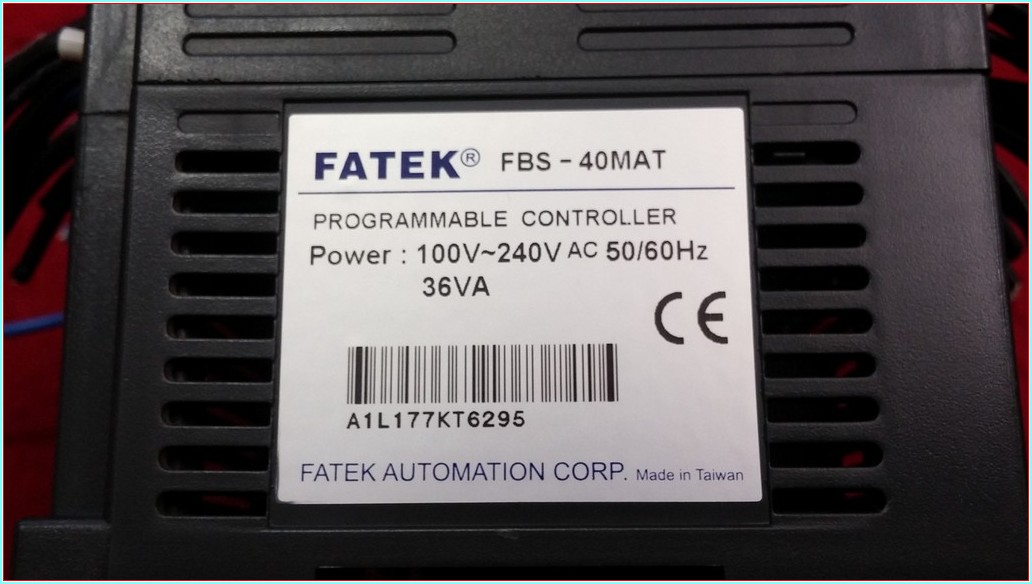 FATEK® FBS - 40MAT
PROGRAMMABLE CONTROLLER
Power : 100V~240V AC 50/60Hz
36VA
CE
A1L177KT6295
FATEK AUTOMATION CORP. Made in Taiwan